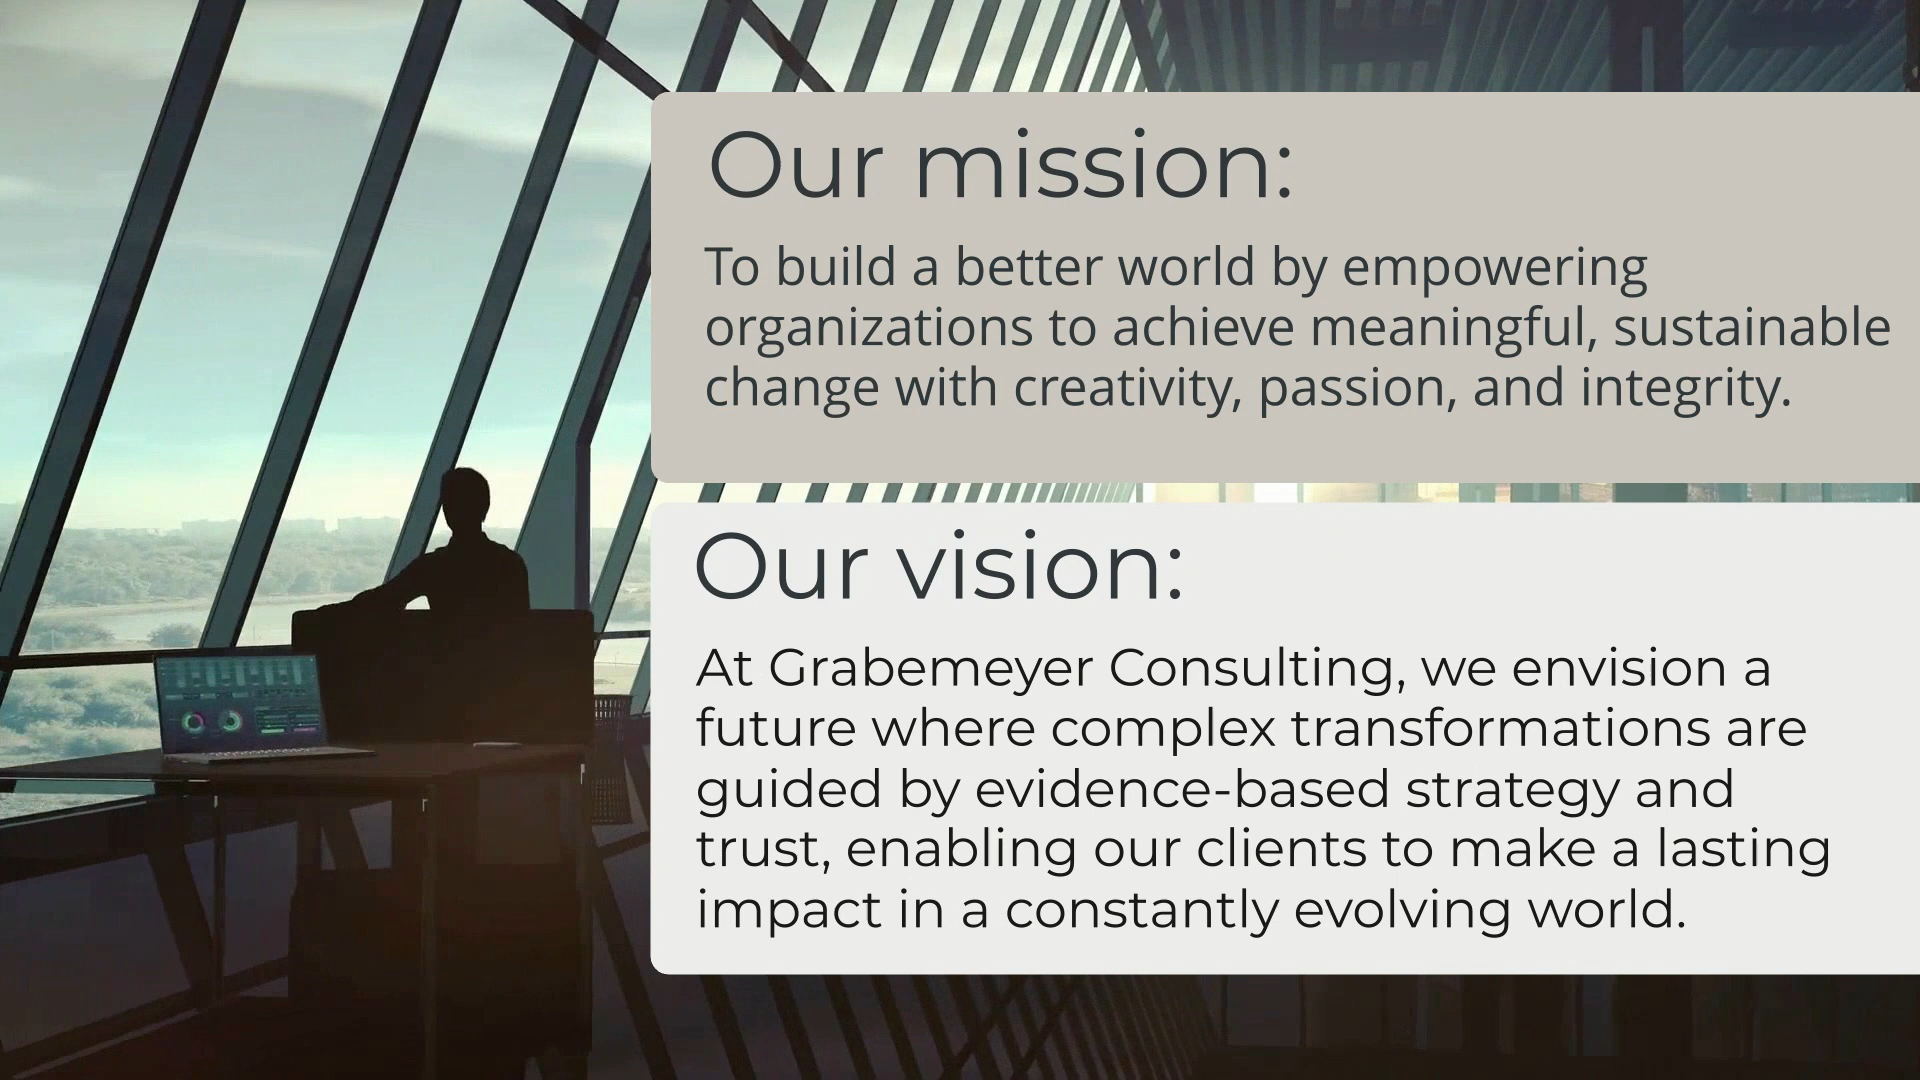 Our mission:
To build a better world by empowering
organizations to achieve meaningful, sustainable
change with creativity, passion, and integrity.
Our vision:
At Grabemeyer Consulting, we envision a
future where complex transformations are
guided by evidence-based strategy and
trust, enabling our clients to make a lasting
impact in a constantly evolving world.